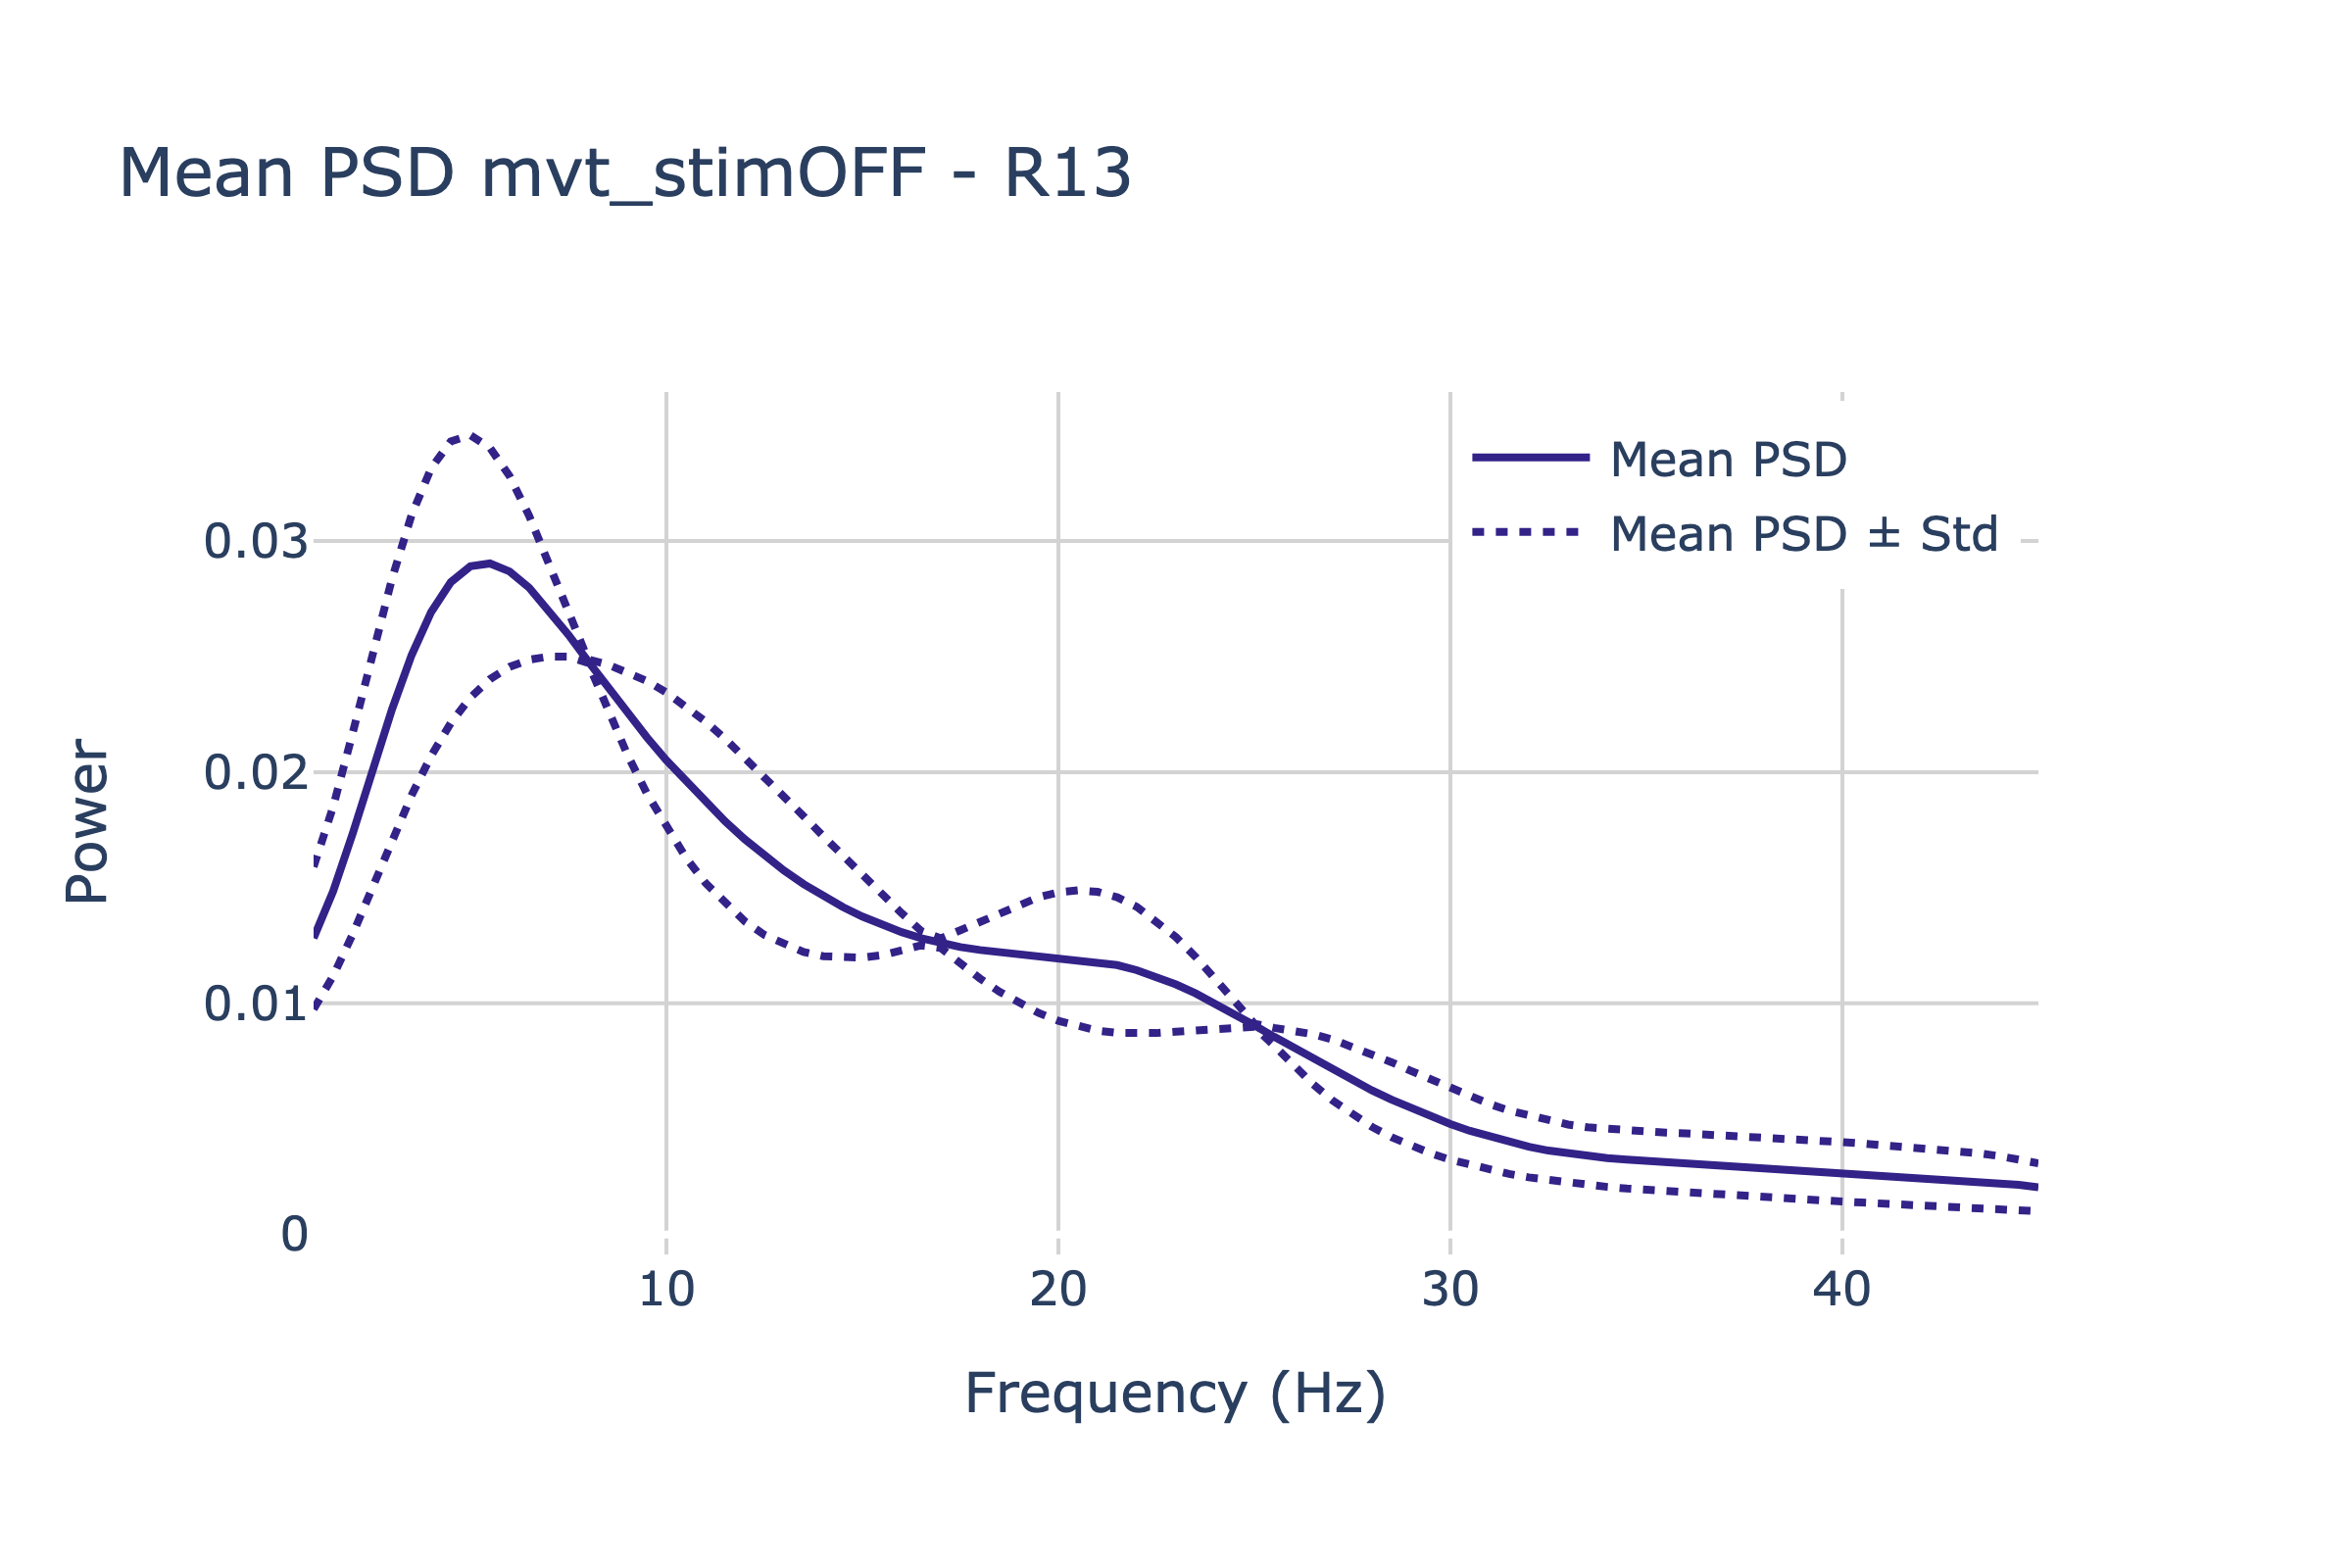 Mean PSD mvt_stimOFF - R13
Mean PSD
Mean PSD ± Std
0.03
0.02
0.01
0
Power
10 20 30 40
Frequency (Hz)